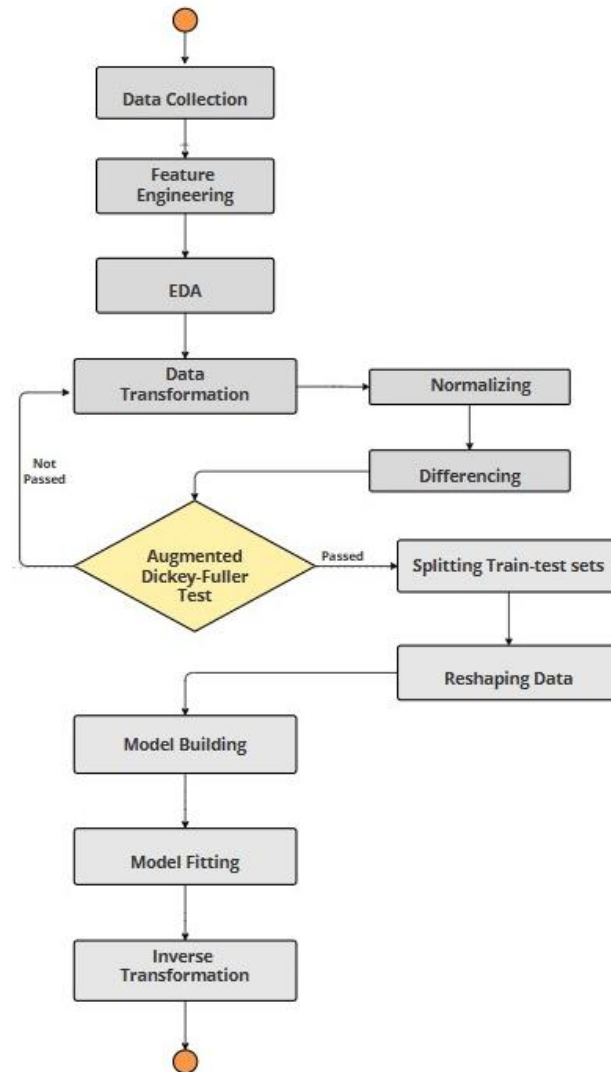 Data Collection
Feature
Engineering
EDA
Data
Transformation
Normalizing
Differencing
Not
Passed
Augmented
Dickey-Fuller
Test
Passed
Splitting Train-test sets
Reshaping Data
Model Building
Model Fitting
Inverse
Transformation